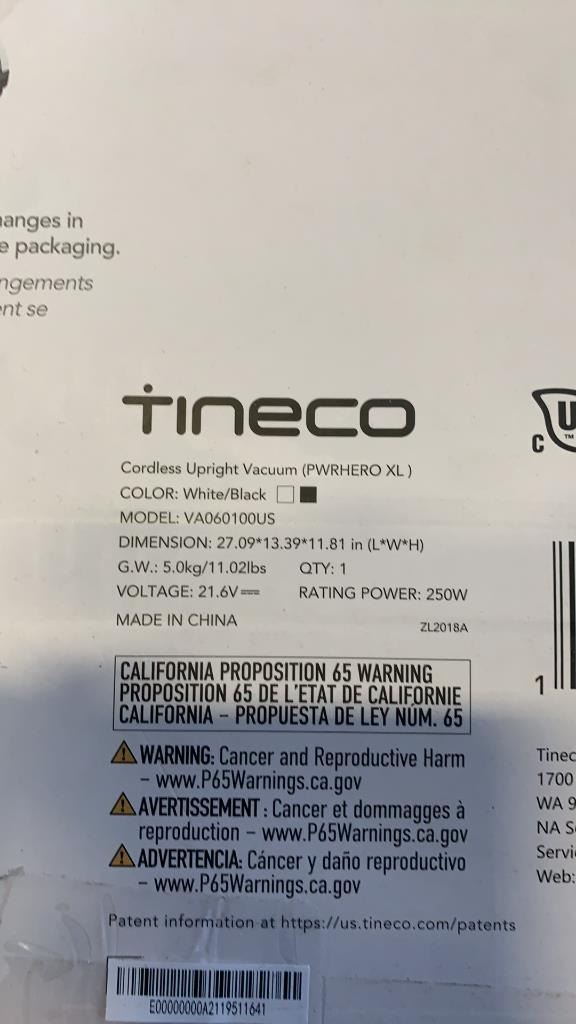 anges in
e packaging.
ngements
ent se
TINECO
Cordless Upright Vacuum (PWRHERO XL )
COLOR: White/Black
MODEL: VA060100US
DIMENSION: 27.09*13.39*11.81 in (L*W*H)
G.W.: 5.0kg/11.02lbs QTY: 1
VOLTAGE: 21.6V⎓ RATING POWER: 250W
MADE IN CHINA
ZL2018A
C U
TM
CALIFORNIA PROPOSITION 65 WARNING
PROPOSITION 65 DE L'ETAT DE CALIFORNIE
CALIFORNIA – PROPUESTA DE LEY NÚM. 65
WARNING: Cancer and Reproductive Harm
– www.P65Warnings.ca.gov
AVERTISSEMENT : Cancer et dommagges à
reproduction – www.P65Warnings.ca.gov
ADVERTENCIA: Cáncer y daño reproductivo
– www.P65Warnings.ca.gov
1
Tinec
1700
WA 9
NA S
Servi
Web:
Patent information at https://us.tineco.com/patents
E00000000A2119511641